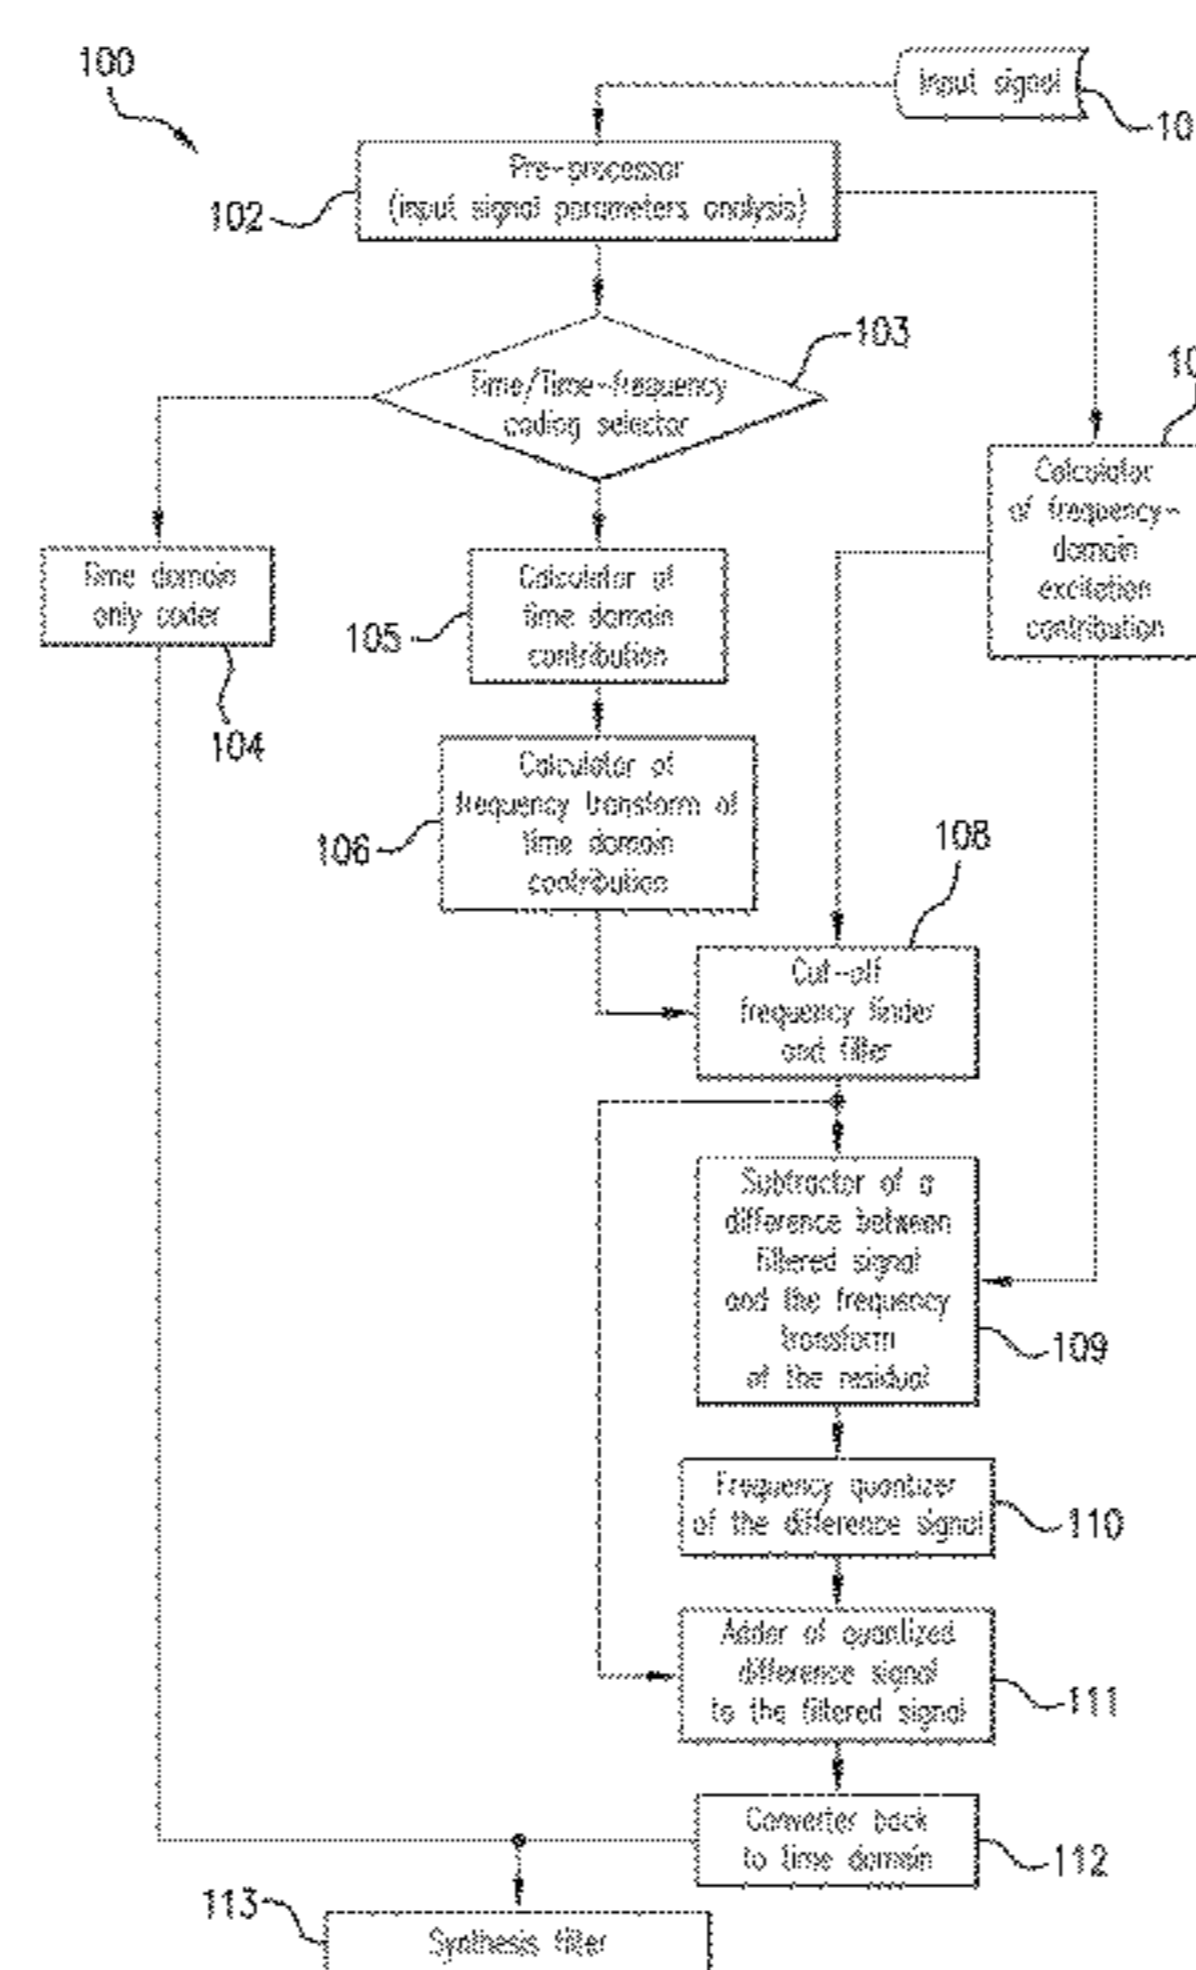 100
Input signal
10
Pre-processor
(input signal parameters analysis)
102
103
Time/Time-frequency
coding selector
10
Calculator
of frequency-
domain
excitation
contribution
Time domain
only coder
104
Calculator of
time domain
contribution
105
Calculator of
frequency transform of
time domain
contribution
106
108
Cut-off
frequency finder
and filter
Subtractor of a
difference between
filtered signal
and the frequency
transform
of the residual
109
Frequency quantizer
of the difference signal
110
Adder of quantized
difference signal
to the filtered signal
111
Converter back
to time domain
112
113
Synthesis filter